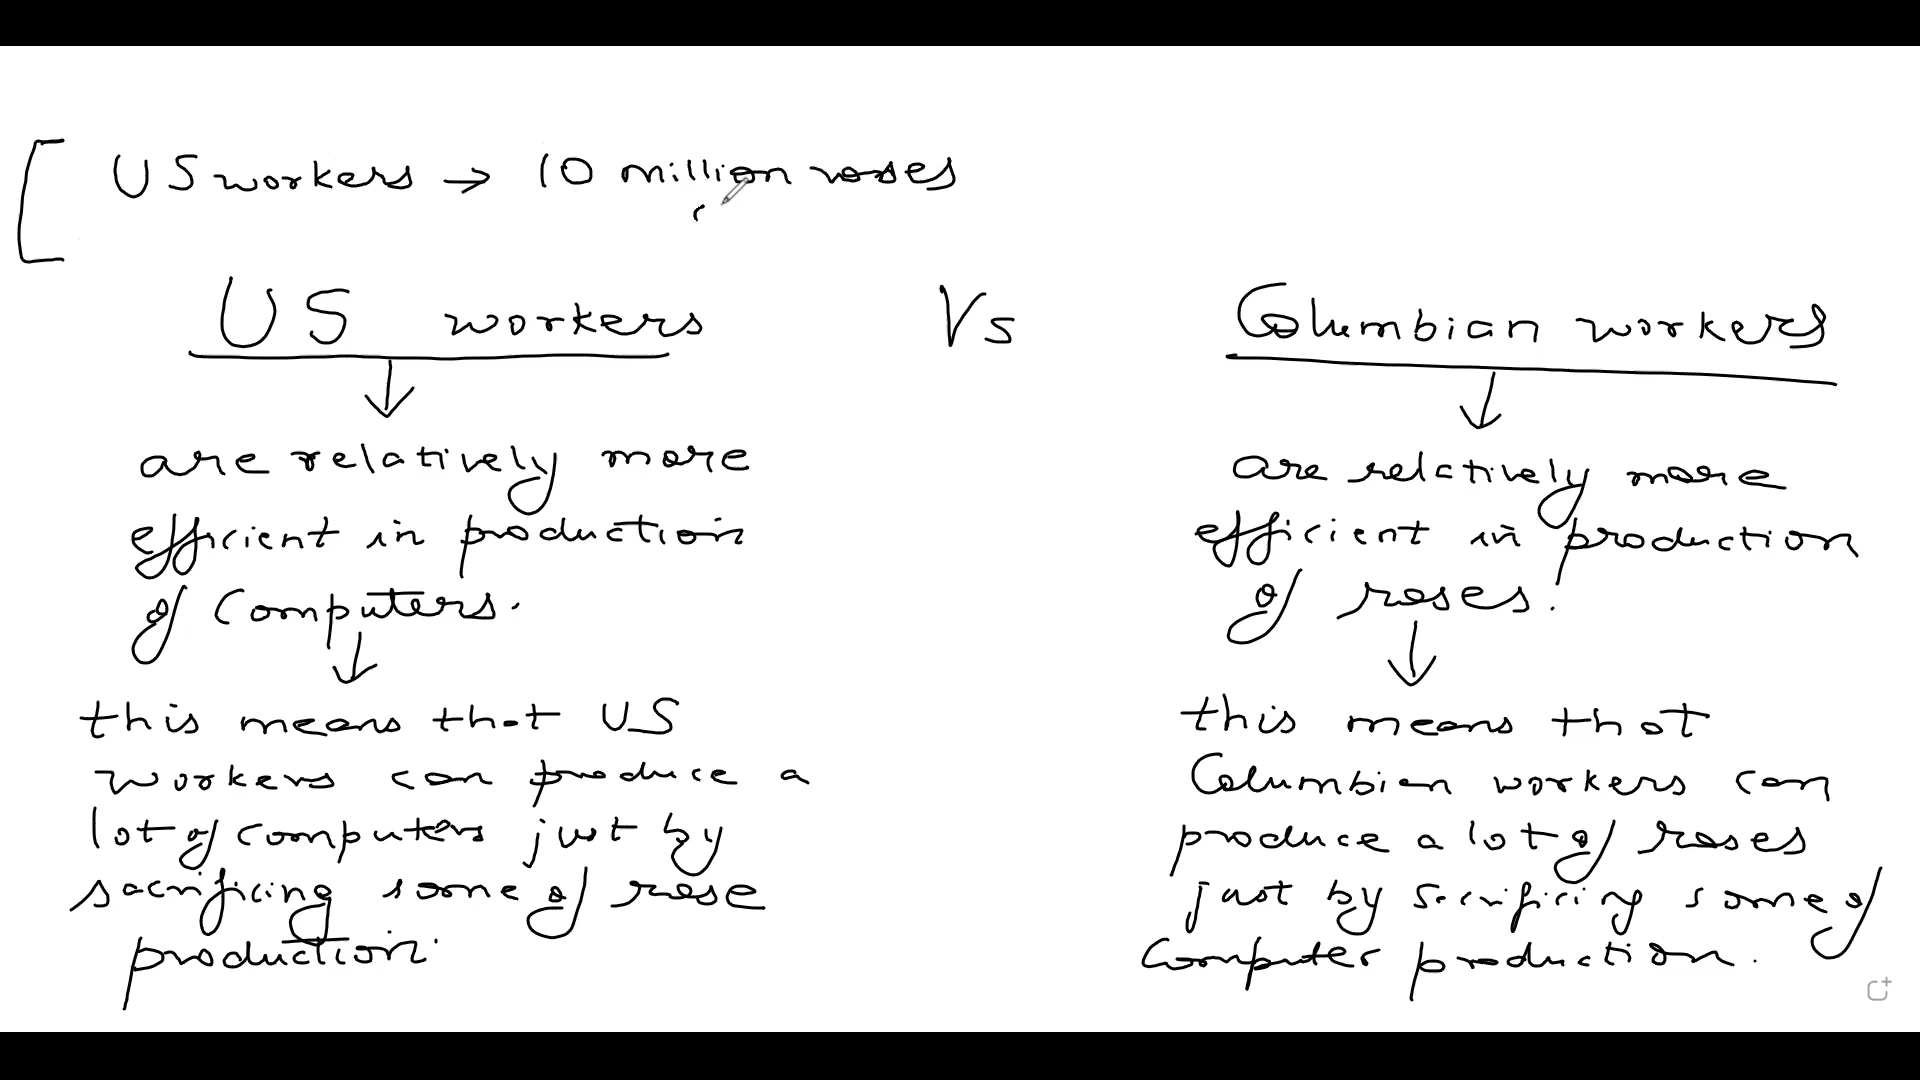 US workers → 10 million roses
US workers Vs Columbian workers
are relatively more
efficient in production
of Computers.
this means that US
workers can produce a
lot of computers just by
sacrificing some of rose
production.
are relatively more
efficient in production
of roses.
this means that
Columbian workers can
produce a lot of roses
just by sacrificing some of
Computer production.